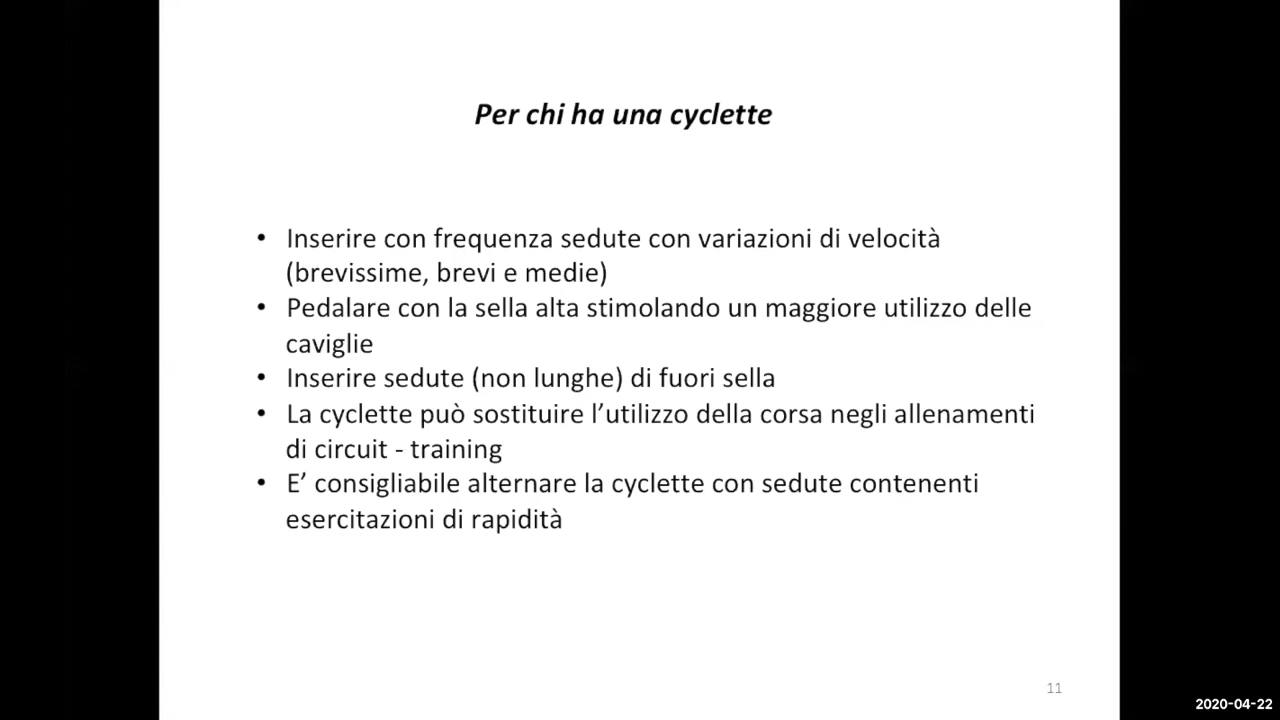 Per chi ha una cyclette
• Inserire con frequenza sedute con variazioni di velocità
(brevissime, brevi e medie)
• Pedalare con la sella alta stimolando un maggiore utilizzo delle
caviglie
• Inserire sedute (non lunghe) di fuori sella
• La cyclette può sostituire l’utilizzo della corsa negli allenamenti
di circuit - training
• E’ consigliabile alternare la cyclette con sedute contenenti
esercitazioni di rapidità
11
2020-04-22